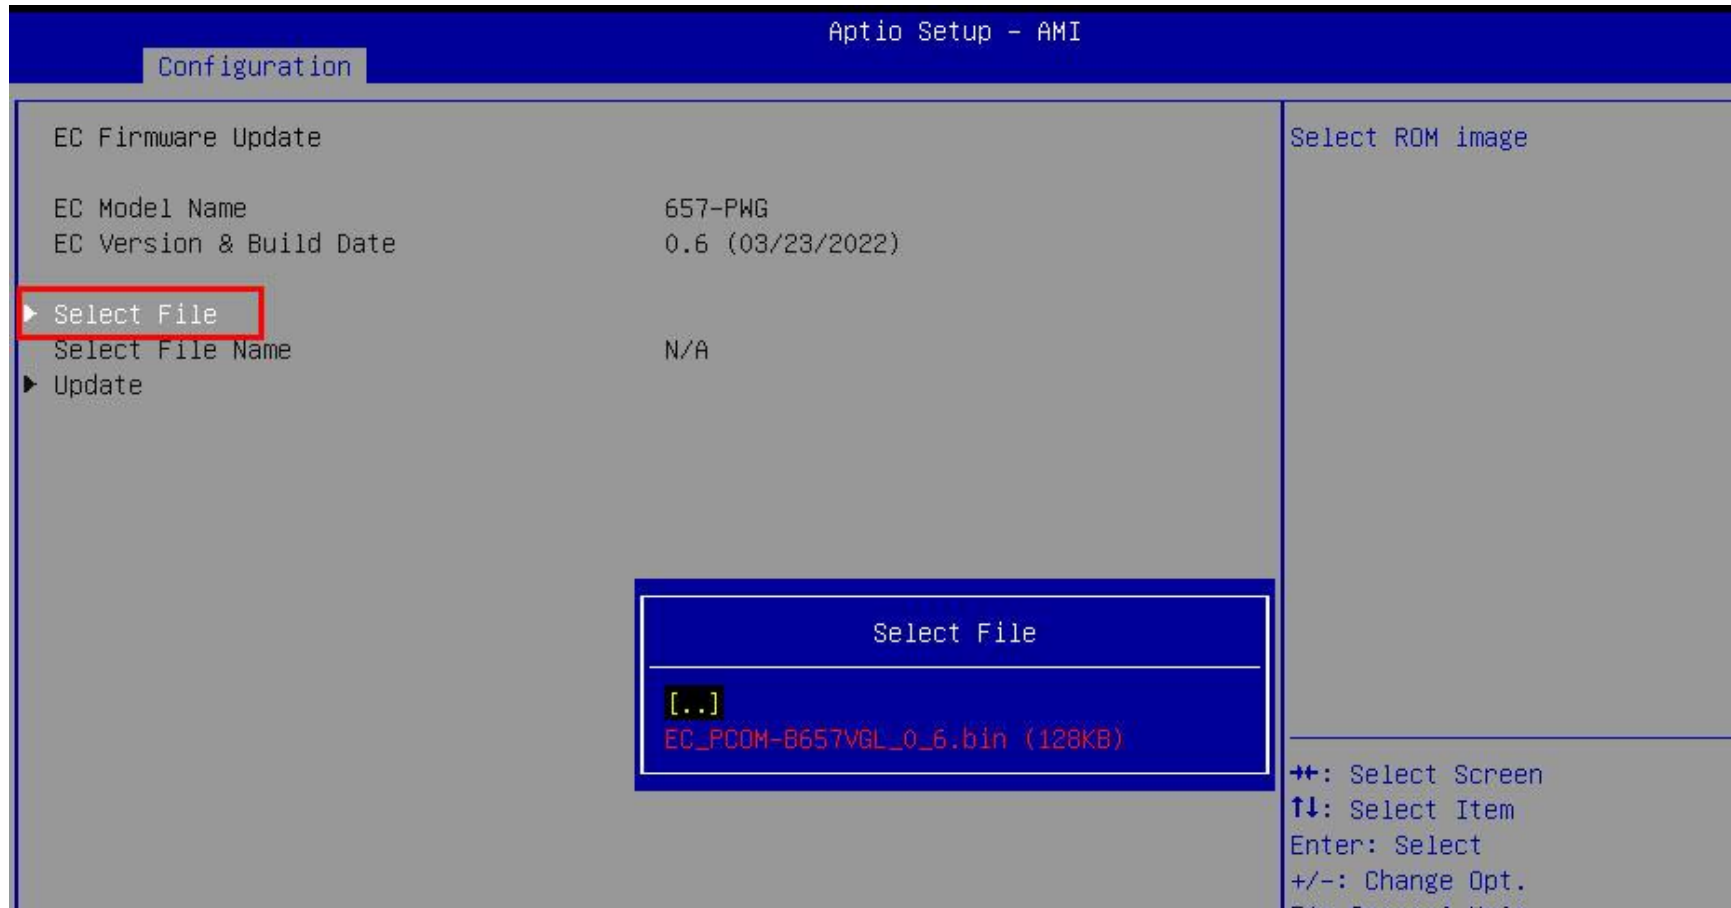 Aptio Setup – AMI
Configuration
EC Firmware Update
EC Model Name 657-PWG
EC Version & Build Date 0.6 (03/23/2022)
Select File
Select File Name N/A
Update
Select ROM image
Select File
[..]
EC_PCOM-B657VGL_0_6.bin (128KB)
→←: Select Screen
↑↓: Select Item
Enter: Select
+/-: Change Opt.